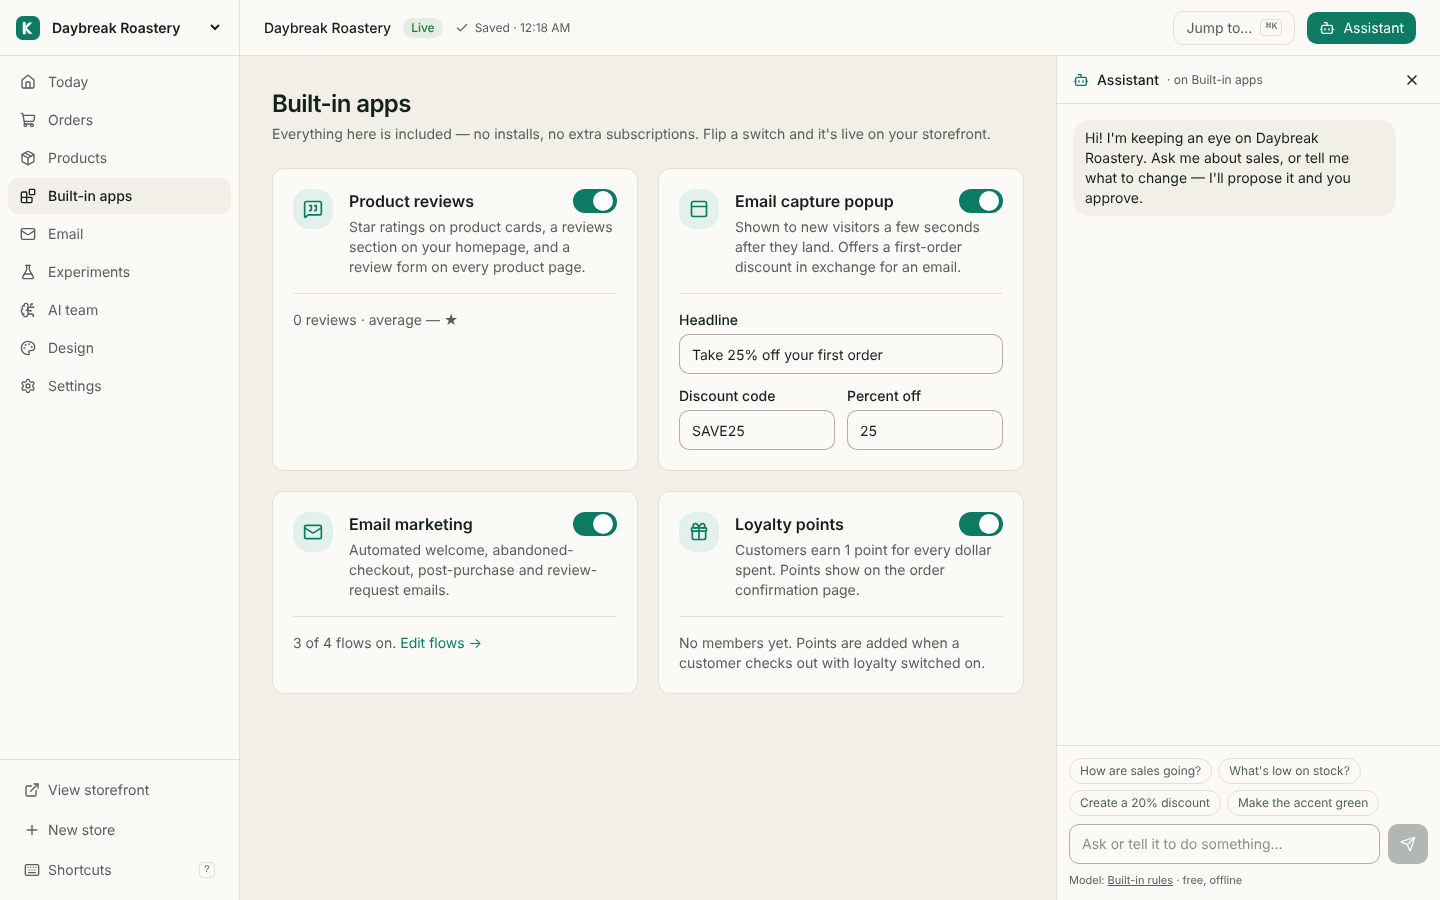 K Daybreak Roastery
Today
Orders
Products
Built-in apps
Email
Experiments
AI team
Design
Settings
View storefront
New store
Shortcuts ?
Daybreak Roastery Live Saved · 12:18 AM
Jump to... ⌘K Assistant
Built-in apps
Everything here is included — no installs, no extra subscriptions. Flip a switch and it's live on your storefront.
Product reviews
Star ratings on product cards, a reviews
section on your homepage, and a
review form on every product page.
0 reviews · average — ★
Email capture popup
Shown to new visitors a few seconds
after they land. Offers a first-order
discount in exchange for an email.
Headline
Take 25% off your first order
Discount code Percent off
SAVE25 25
Email marketing
Automated welcome, abandoned-
checkout, post-purchase and review-
request emails.
3 of 4 flows on. Edit flows →
Loyalty points
Customers earn 1 point for every dollar
spent. Points show on the order
confirmation page.
No members yet. Points are added when a
customer checks out with loyalty switched on.
Assistant · on Built-in apps
Hi! I'm keeping an eye on Daybreak
Roastery. Ask me about sales, or tell me
what to change — I'll propose it and you
approve.
How are sales going? What's low on stock?
Create a 20% discount Make the accent green
Ask or tell it to do something...
Model: Built-in rules · free, offline